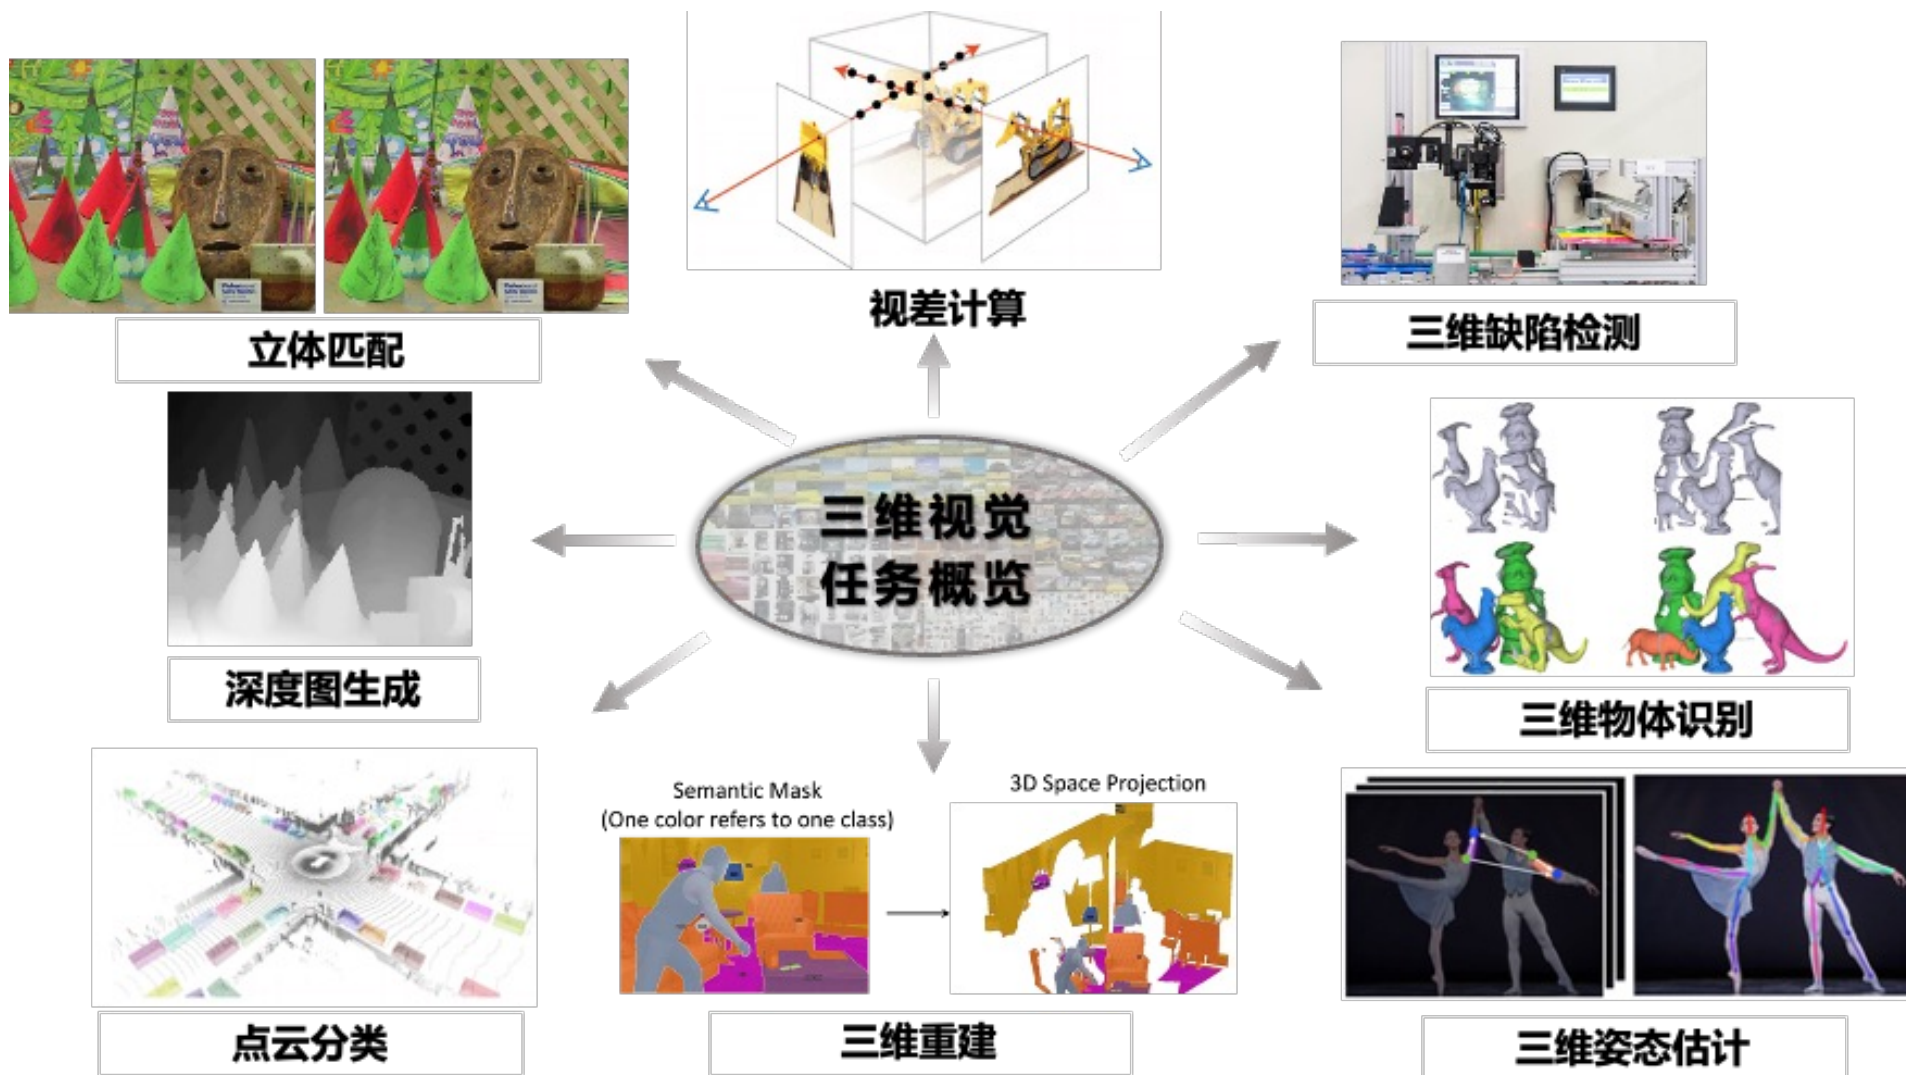 视差计算
立体匹配
三维缺陷检测
三维视觉
任务概览
深度图生成
三维物体识别
Semantic Mask
(One color refers to one class)
3D Space Projection
点云分类
三维重建
三维姿态估计